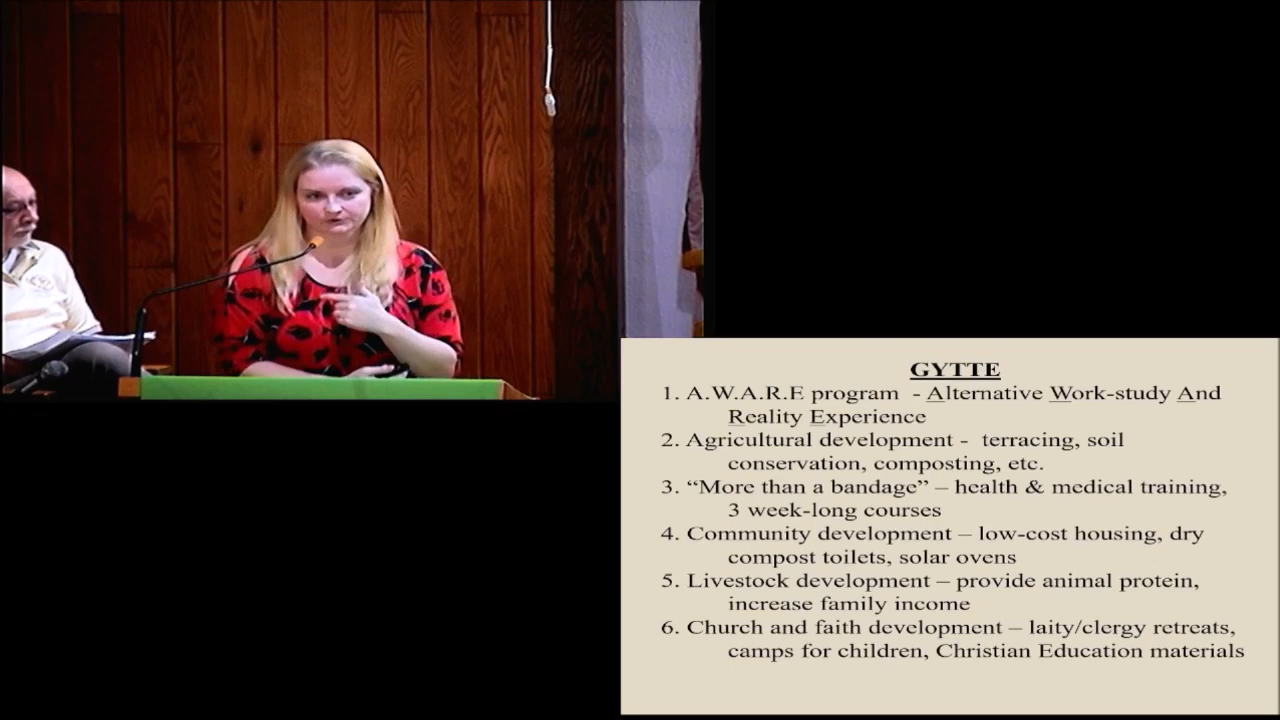 GYTTE
1. A.W.A.R.E program - Alternative Work-study And
Reality Experience
2. Agricultural development - terracing, soil
conservation, composting, etc.
3. “More than a bandage” – health & medical training,
3 week-long courses
4. Community development – low-cost housing, dry
compost toilets, solar ovens
5. Livestock development – provide animal protein,
increase family income
6. Church and faith development – laity/clergy retreats,
camps for children, Christian Education materials